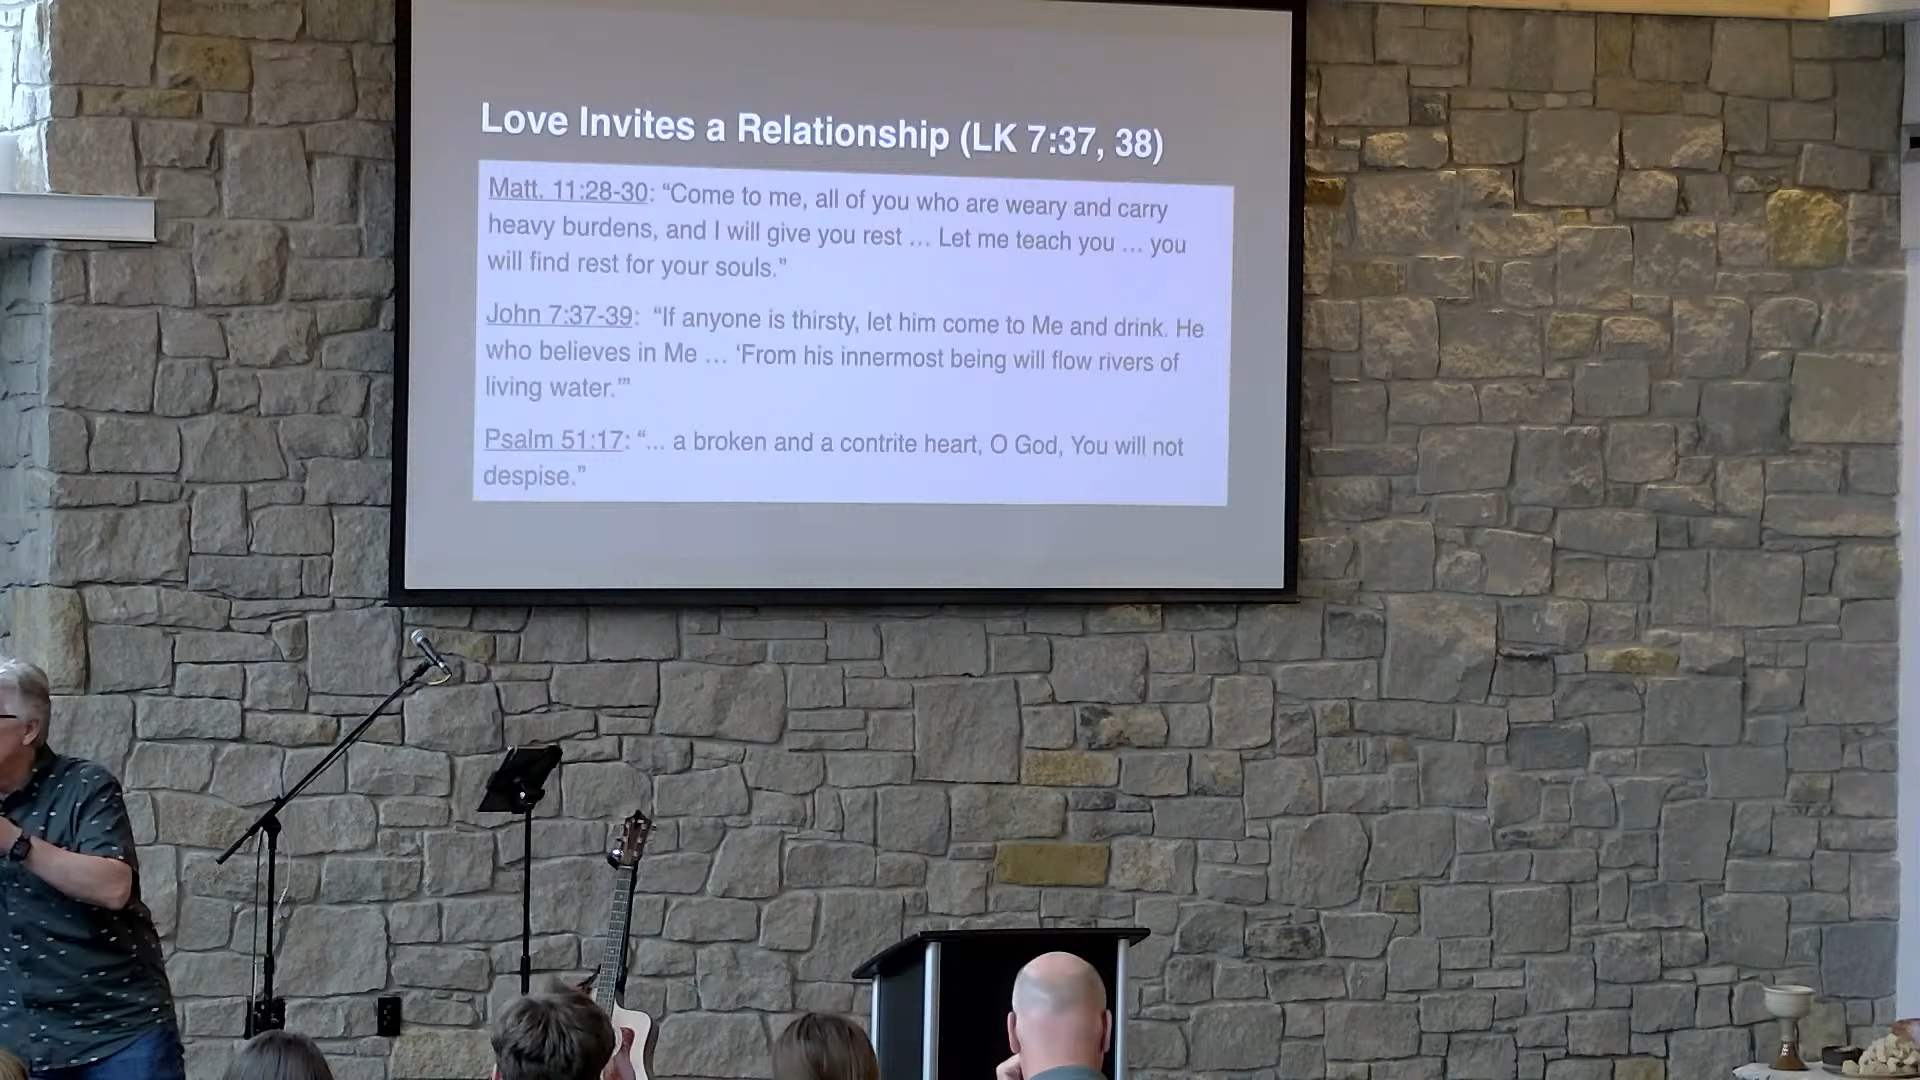 Love Invites a Relationship (LK 7:37, 38)
Matt. 11:28-30: “Come to me, all of you who are weary and carry
heavy burdens, and I will give you rest … Let me teach you … you
will find rest for your souls.”
John 7:37-39:  “If anyone is thirsty, let him come to Me and drink. He
who believes in Me … ‘From his innermost being will flow rivers of
living water.’”
Psalm 51:17: “... a broken and a contrite heart, O God, You will not
despise.”